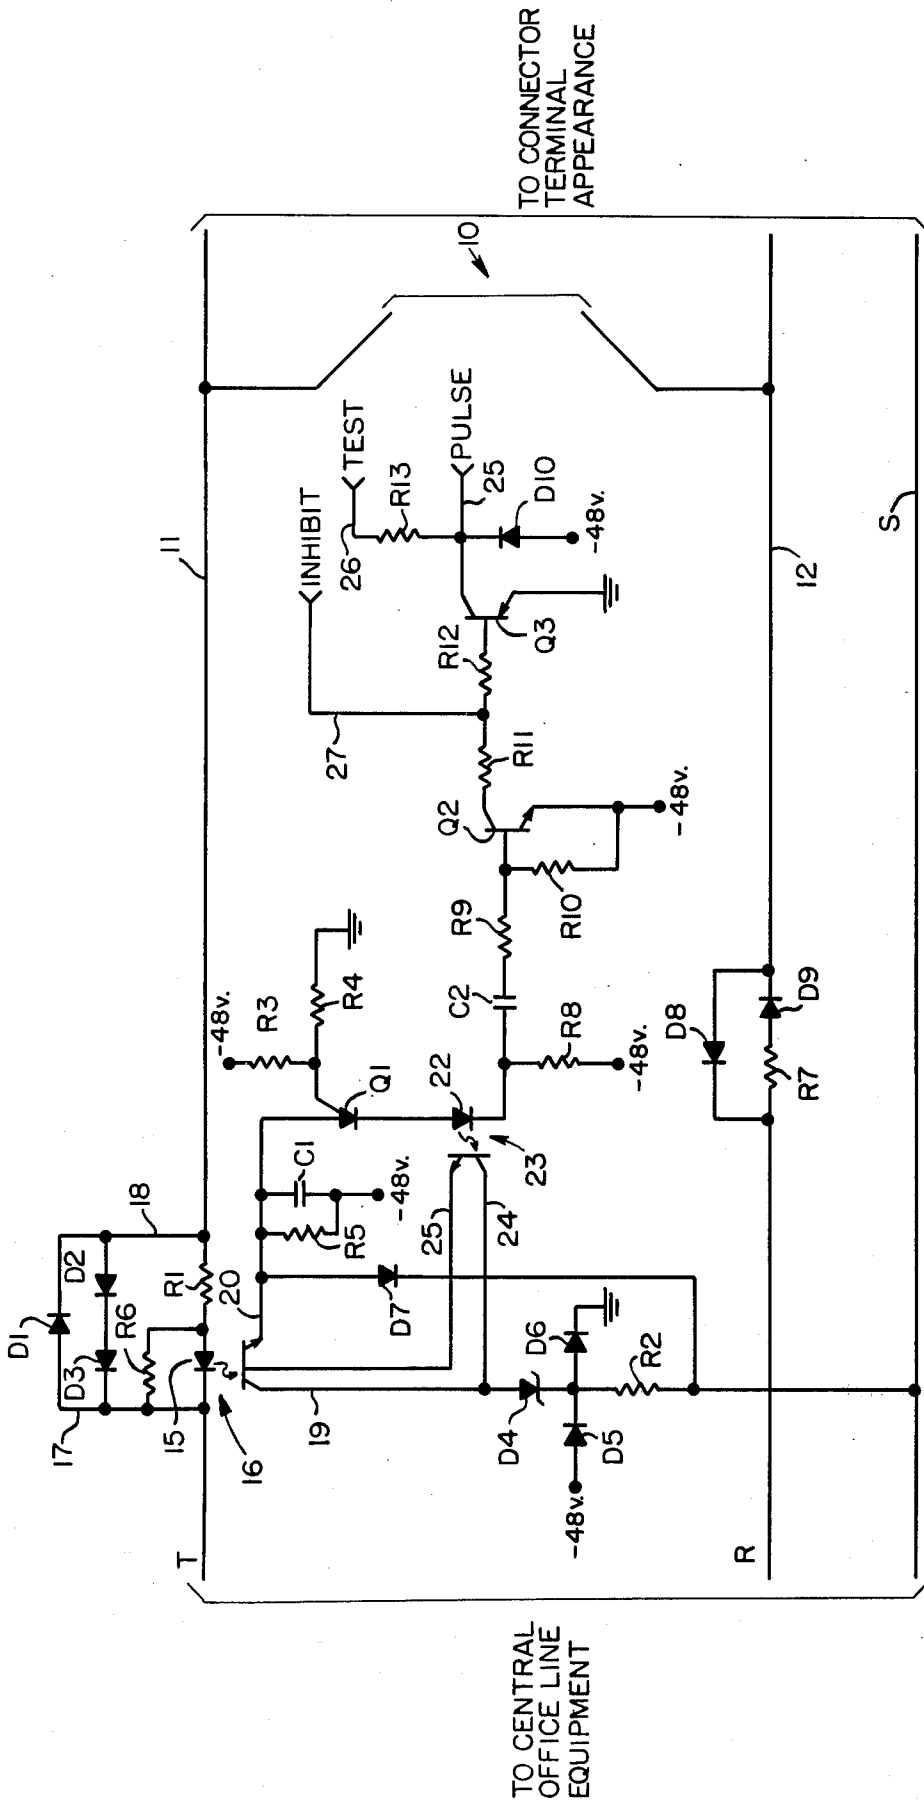 TO CENTRAL
OFFICE LINE
EQUIPMENT
TO CONNECTOR
TERMINAL
APPEARANCE
T
R
S
11
12
10
17
18
D1
D2
D3
R6
R1
15
16
20
19
-48v.
R3
R4
Q1
C1
R5
-48v.
D7
22
23
25
24
D4
D5
D6
-48v.
R2
C2
R8
-48v.
R9
R10
Q2
-48v.
R11
R12
27
INHIBIT
26
TEST
R13
25
PULSE
Q3
D10
-48v.
D8
D9
R7